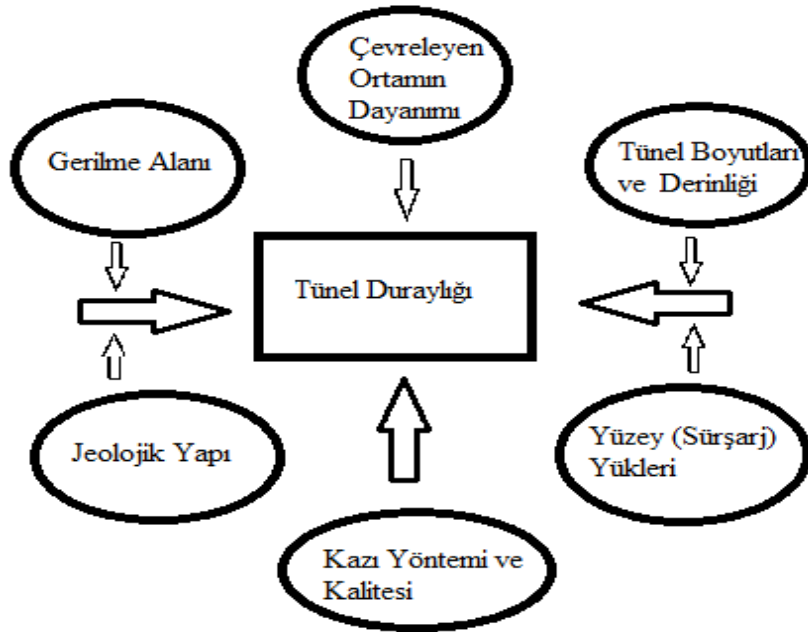 Çevreleyen
Ortamın
Dayanımı
Gerilme Alanı
Tünel Boyutları
ve Derinliği
Tünel Duraylığı
Jeolojik Yapı
Yüzey (Sürşarj)
Yükleri
Kazı Yöntemi ve
Kalitesi